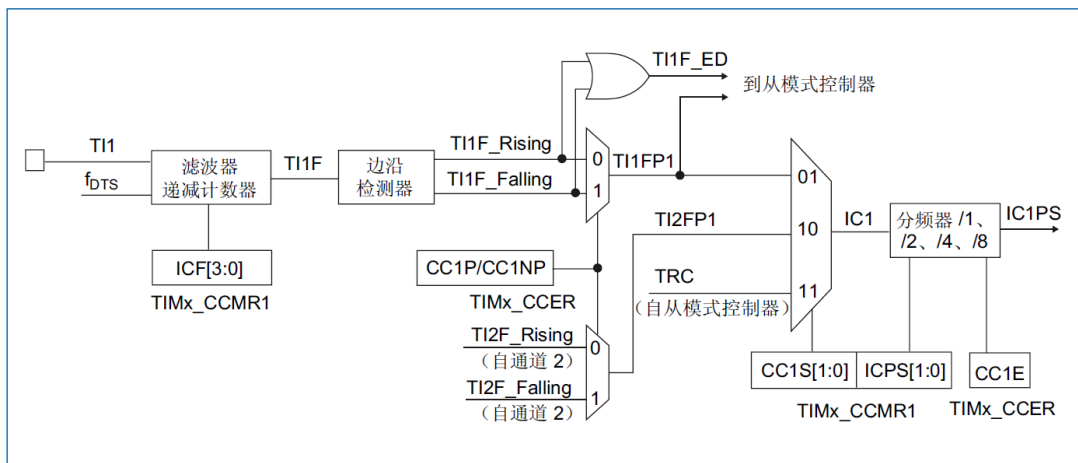 TI1F_ED
到从模式控制器
TI1
f_DTS
滤波器
递减计数器
TI1F
边沿
检测器
TI1F_Rising
TI1F_Falling
0
1
TI1FP1
TI2FP1
TRC
（自从模式控制器）
01
10
11
IC1
分频器 /1、
/2、/4、/8
IC1PS
ICF[3:0]
TIMx_CCMR1
CC1P/CC1NP
TIMx_CCER
TI2F_Rising
（自通道 2）
TI2F_Falling
（自通道 2）
0
1
CC1S[1:0]
ICPS[1:0]
TIMx_CCMR1
CC1E
TIMx_CCER